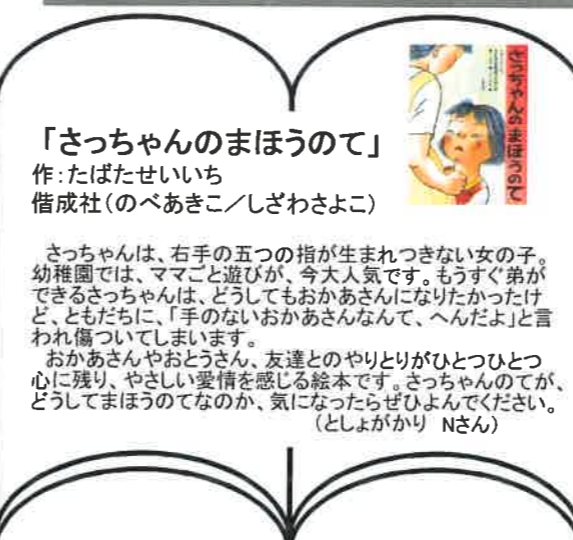 「さっちゃんのまほうのて」
作：たばたせいいち
偕成社（のべあきこ／しざわさよこ）
さっちゃんのまほうのて
さっちゃんは、右手の五つの指が生まれつきない女の子。
幼稚園では、ママごと遊びが、今大人気です。もうすぐ弟が
できるさっちゃんは、どうしてもおかあさんになりたかったけ
ど、ともだちに、「手のないおかあさんなんて、へんだよ」と言
われ傷ついてしまいます。
おかあさんやおとうさん、友達とのやりとりがひとつひとつ
心に残り、やさしい愛情を感じる絵本です。さっちゃんのてが、
どうしてまほうのてなのか、気になったらぜひよんでください。
（としょがかり　Nさん）